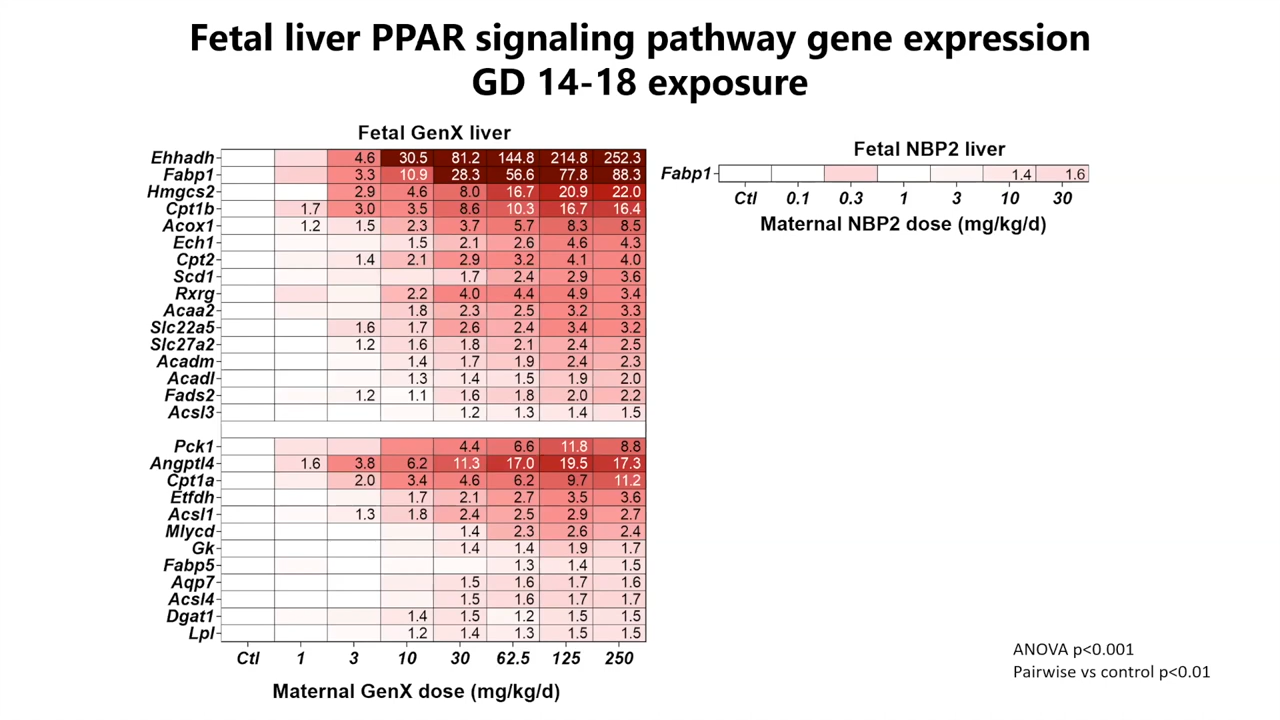 Fetal liver PPAR signaling pathway gene expression
GD 14-18 exposure
Fetal GenX liver
Ehhadh 4.6 30.5 81.2 144.8 214.8 252.3
Fabp1 3.3 10.9 28.3 56.6 77.8 88.3
Hmgcs2 2.9 4.6 8.0 16.7 20.9 22.0
Cpt1b 1.7 3.0 3.5 8.6 10.3 16.7 16.4
Acox1 1.2 1.5 2.3 3.7 5.7 8.3 8.5
Ech1 1.5 2.1 2.6 4.6 4.3
Cpt2 1.4 2.1 2.9 3.2 4.1 4.0
Scd1 1.7 2.4 2.9 3.6
Rxrg 2.2 4.0 4.4 4.9 3.4
Acaa2 1.8 2.3 2.5 3.2 3.3
Slc22a5 1.6 1.7 2.6 2.4 3.4 3.2
Slc27a2 1.2 1.6 1.8 2.1 2.4 2.5
Acadm 1.4 1.7 1.9 2.4 2.3
Acadl 1.3 1.4 1.5 1.9 2.0
Fads2 1.2 1.1 1.6 1.8 2.0 2.2
Acsl3 1.2 1.3 1.4 1.5
Pck1 4.4 6.6 11.8 8.8
Angptl4 1.6 3.8 6.2 11.3 17.0 19.5 17.3
Cpt1a 2.0 3.4 4.6 6.2 9.7 11.2
Etfdh 1.7 2.1 2.7 3.5 3.6
Acsl1 1.3 1.8 2.4 2.5 2.9 2.7
Mlycd 1.4 2.3 2.6 2.4
Gk 1.4 1.4 1.9 1.7
Fabp5 1.3 1.4 1.5
Aqp7 1.5 1.6 1.7 1.6
Acsl4 1.5 1.6 1.7 1.7
Dgat1 1.4 1.5 1.2 1.5 1.5
Lpl 1.2 1.4 1.3 1.5 1.5
Ctl 1 3 10 30 62.5 125 250
Maternal GenX dose (mg/kg/d)
Fetal NBP2 liver
Fabp1 1.4 1.6
Ctl 0.1 0.3 1 3 10 30
Maternal NBP2 dose (mg/kg/d)
ANOVA p<0.001
Pairwise vs control p<0.01